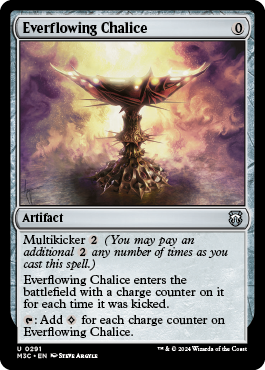 Everflowing Chalice 0
Artifact
Multikicker 2 (You may pay an
additional 2 any number of times as you
cast this spell.)
Everflowing Chalice enters the
battlefield with a charge counter on it
for each time it was kicked.
: Add for each charge counter on
Everflowing Chalice.
U 0291
M3C • EN Steve Argyle
™ & © 2024 Wizards of the Coast